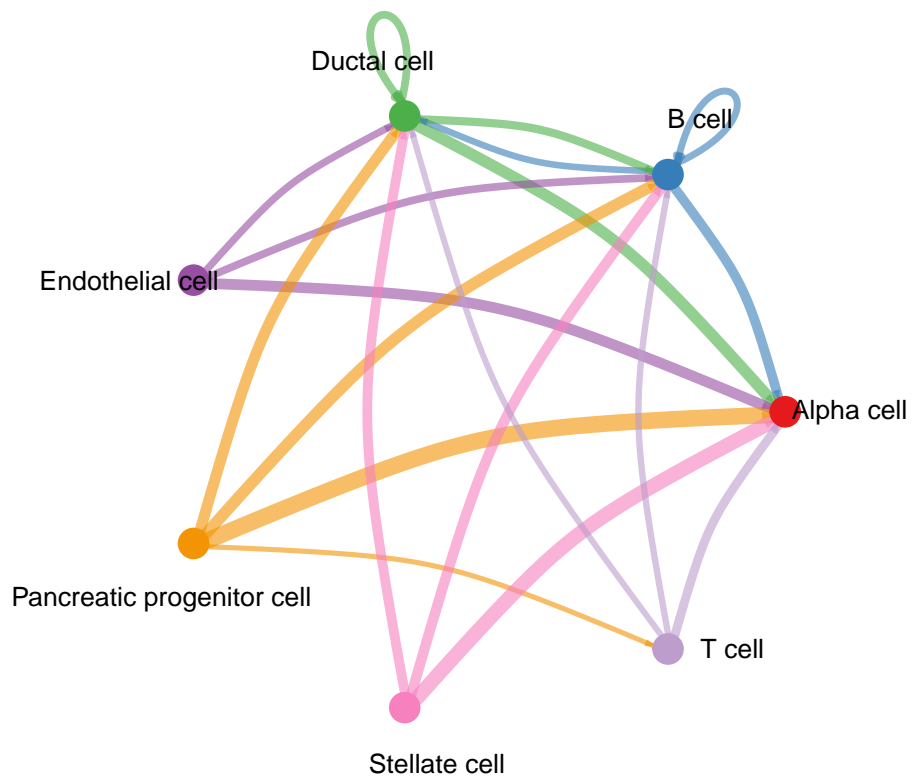 Ductal cell
B cell
Endothelial cell
Alpha cell
Pancreatic progenitor cell
T cell
Stellate cell